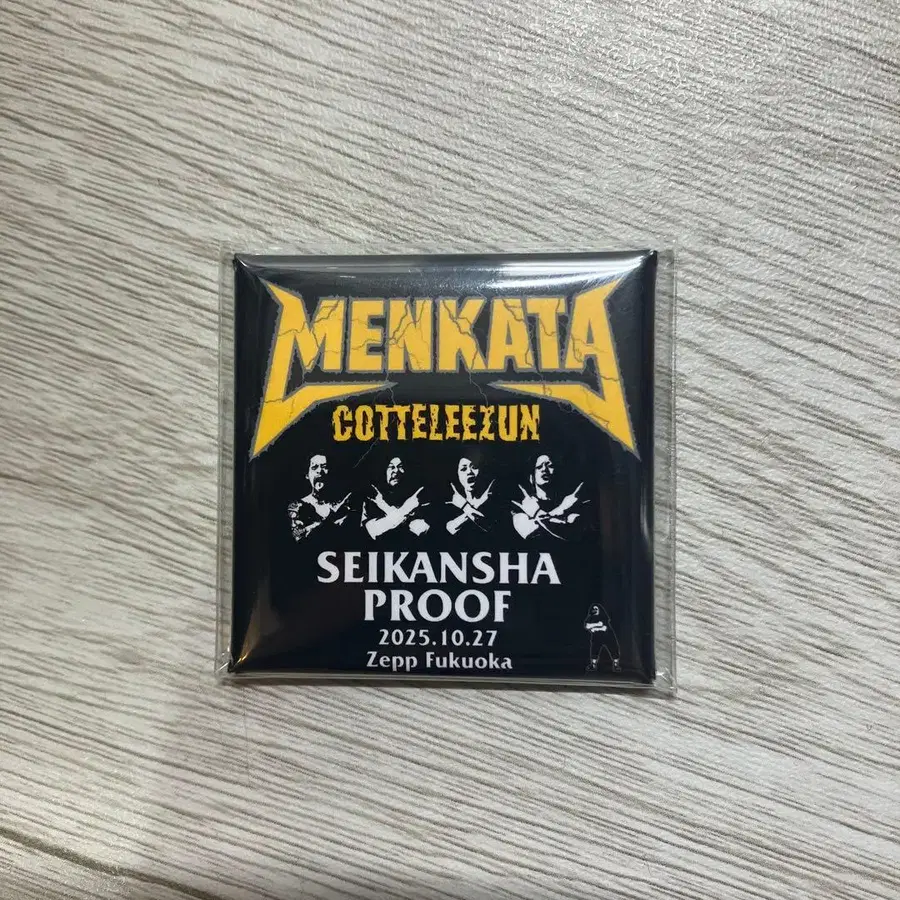 MENKATA
COTTELEEZUN
SEIKANSHA
PROOF
2025.10.27
Zepp Fukuoka